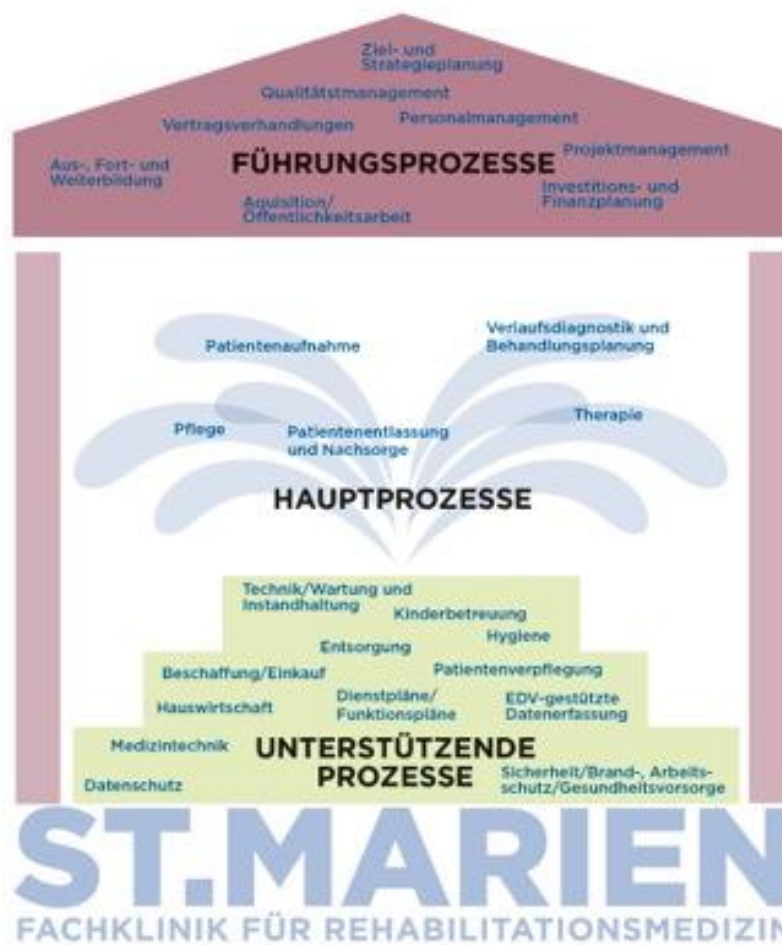 Ziel- und
Strategieplanung
Qualitätstmanagement
Vertragsverhandlungen
Personalmanagement
Aus-, Fort- und
Weiterbildung
FÜHRUNGSPROZESSE
Projektmanagement
Aquisition/
Öffentlichkeitsarbeit
Investitions- und
Finanzplanung
Patientenaufnahme
Verlaufsdiagnostik und
Behandlungsplanung
Pflege
Patientenentlassung
und Nachsorge
Therapie
HAUPTPROZESSE
Technik/Wartung und
Instandhaltung
Kinderbetreuung
Entsorgung
Hygiene
Beschaffung/Einkauf
Patientenverpflegung
Hauswirtschaft
Dienstpläne/
Funktionspläne
EDV-gestützte
Datenerfassung
Medizintechnik
UNTERSTÜTZENDE
PROZESSE
Datenschutz
Sicherheit/Brand-, Arbeits-
schutz/Gesundheitsvorsorge
ST.MARIEN
FACHKLINIK FÜR REHABILITATIONSMEDIZIN